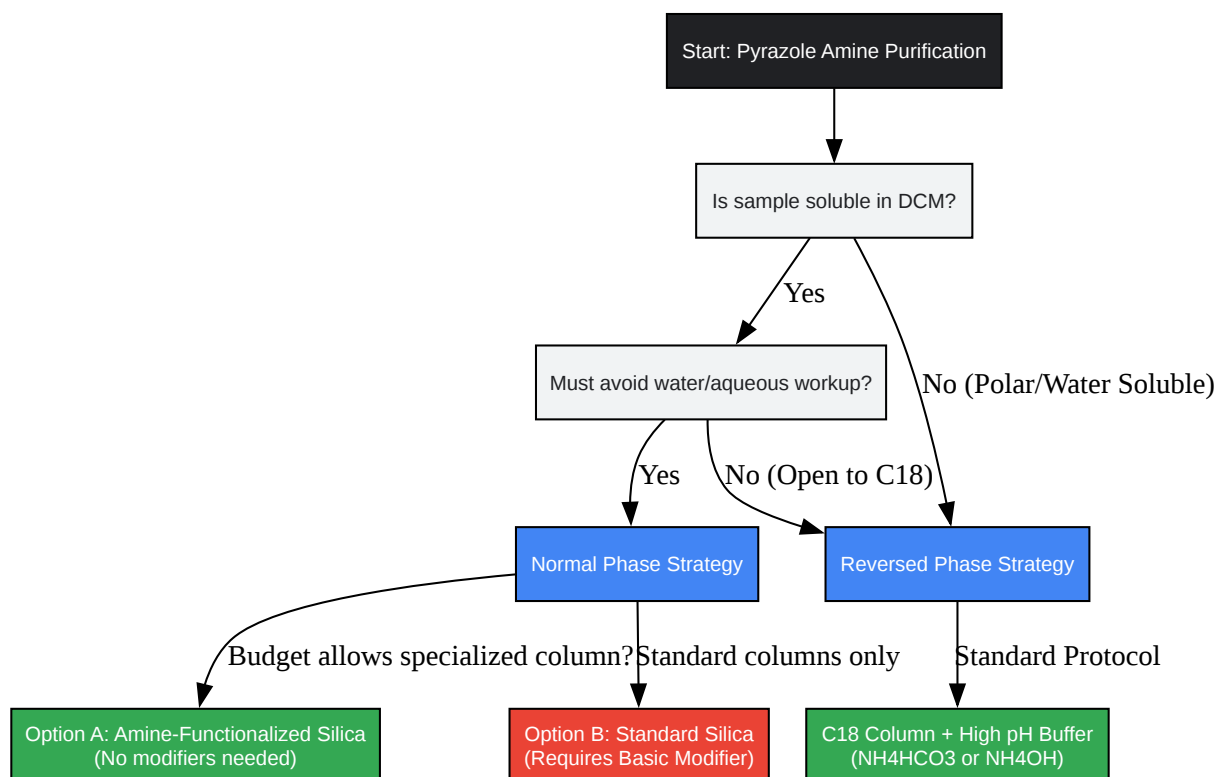 Start: Pyrazole Amine Purification
Is sample soluble in DCM?
Yes
Must avoid water/aqueous workup?
No (Polar/Water Soluble)
Yes
No (Open to C18)
Normal Phase Strategy
Reversed Phase Strategy
Budget allows specialized column?
Standard columns only
Standard Protocol
Option A: Amine-Functionalized Silica
(No modifiers needed)
Option B: Standard Silica
(Requires Basic Modifier)
C18 Column + High pH Buffer
(NH4HCO3 or NH4OH)